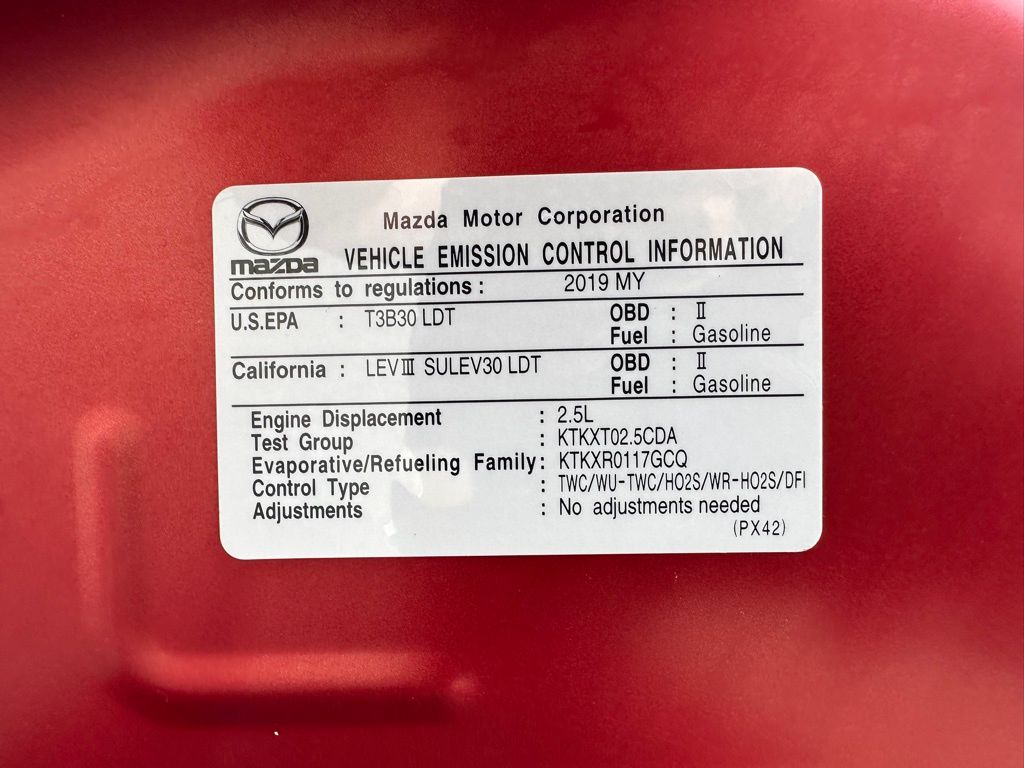 Mazda Motor Corporation
mazda VEHICLE EMISSION CONTROL INFORMATION
Conforms to regulations : 2019 MY
U.S.EPA : T3B30 LDT OBD : Ⅱ
Fuel : Gasoline
California : LEVⅢ SULEV30 LDT OBD : Ⅱ
Fuel : Gasoline
Engine Displacement : 2.5L
Test Group : KTKXT02.5CDA
Evaporative/Refueling Family: KTKXR0117GCQ
Control Type : TWC/WU-TWC/HO2S/WR-HO2S/DFI
Adjustments : No adjustments needed
(PX42)